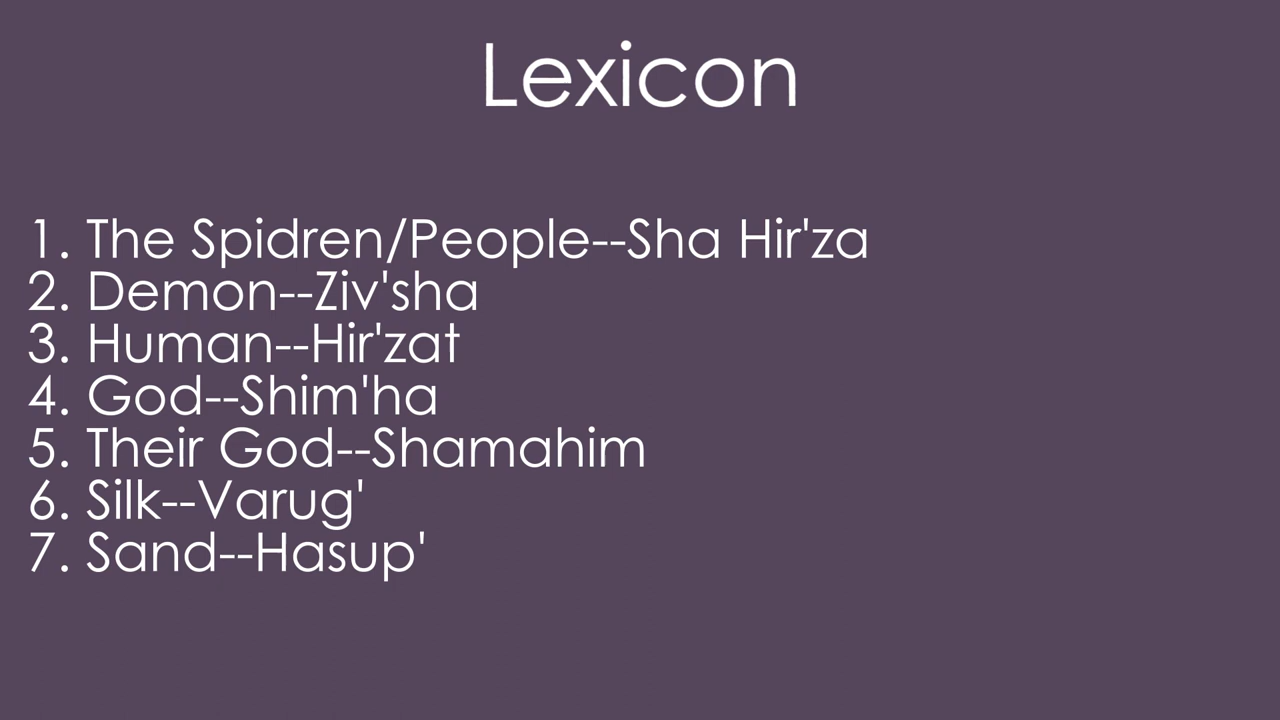 Lexicon
1. The Spidren/People--Sha Hir'za
2. Demon--Ziv'sha
3. Human--Hir'zat
4. God--Shim'ha
5. Their God--Shamahim
6. Silk--Varug'
7. Sand--Hasup'